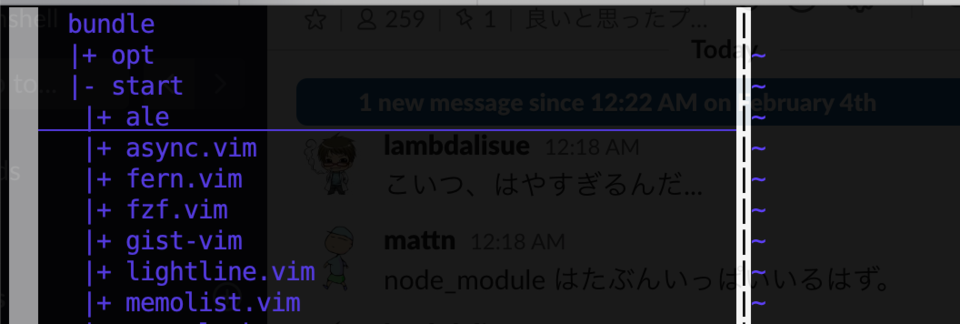 shell
259 1 良いと思ったプ...
bundle
|+ opt
|- start
|+ ale
|+ async.vim
|+ fern.vim
|+ fzf.vim
|+ gist-vim
|+ lightline.vim
|+ memolist.vim
to...
Today
1 new message since 12:22 AM on February 4th
lambdalisue 12:18 AM
こいつ、はやすぎるんだ...
mattn 12:18 AM
node_module はたぶんいっぱいいるはず。
~
~
~
~
~
~
~
~
~